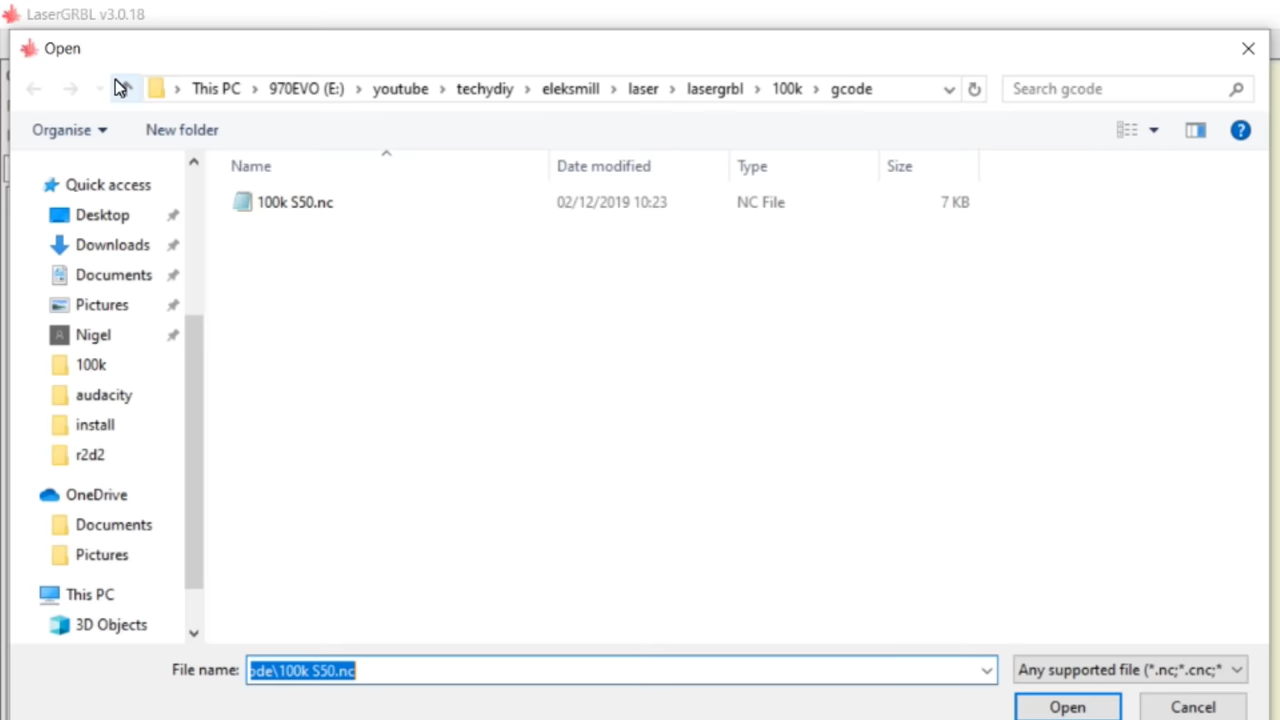 LaserGRBL v3.0.18
Open
This PC > 970EVO (E:) > youtube > techydiy > eleksmill > laser > lasergrbl > 100k > gcode
Search gcode
Organise
New folder
Name
Date modified
Type
Size
100k S50.nc
02/12/2019 10:23
NC File
7 KB
Quick access
Desktop
Downloads
Documents
Pictures
Nigel
100k
audacity
install
r2d2
OneDrive
Documents
Pictures
This PC
3D Objects
File name:
ode\100k S50.nc
Any supported file (*.nc;*.cnc;*
Open
Cancel